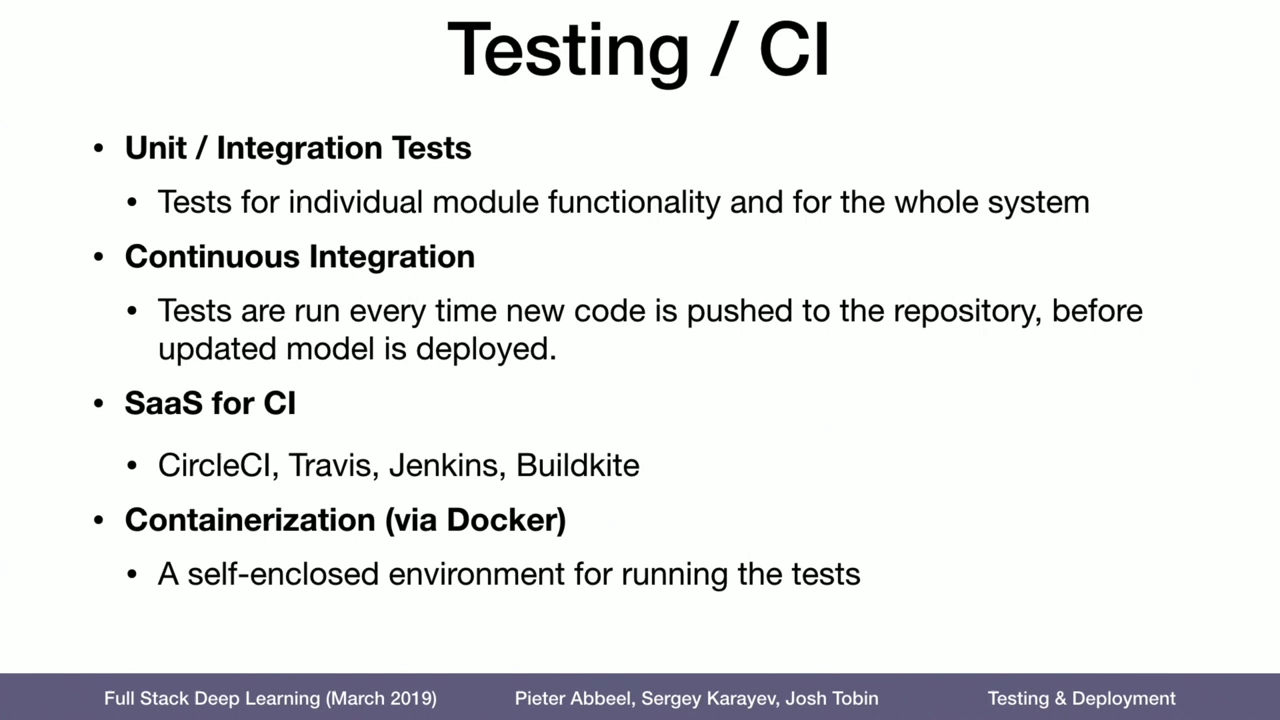 Testing / CI
• Unit / Integration Tests
• Tests for individual module functionality and for the whole system
• Continuous Integration
• Tests are run every time new code is pushed to the repository, before
updated model is deployed.
• SaaS for CI
• CircleCI, Travis, Jenkins, Buildkite
• Containerization (via Docker)
• A self-enclosed environment for running the tests
Full Stack Deep Learning (March 2019) Pieter Abbeel, Sergey Karayev, Josh Tobin Testing & Deployment